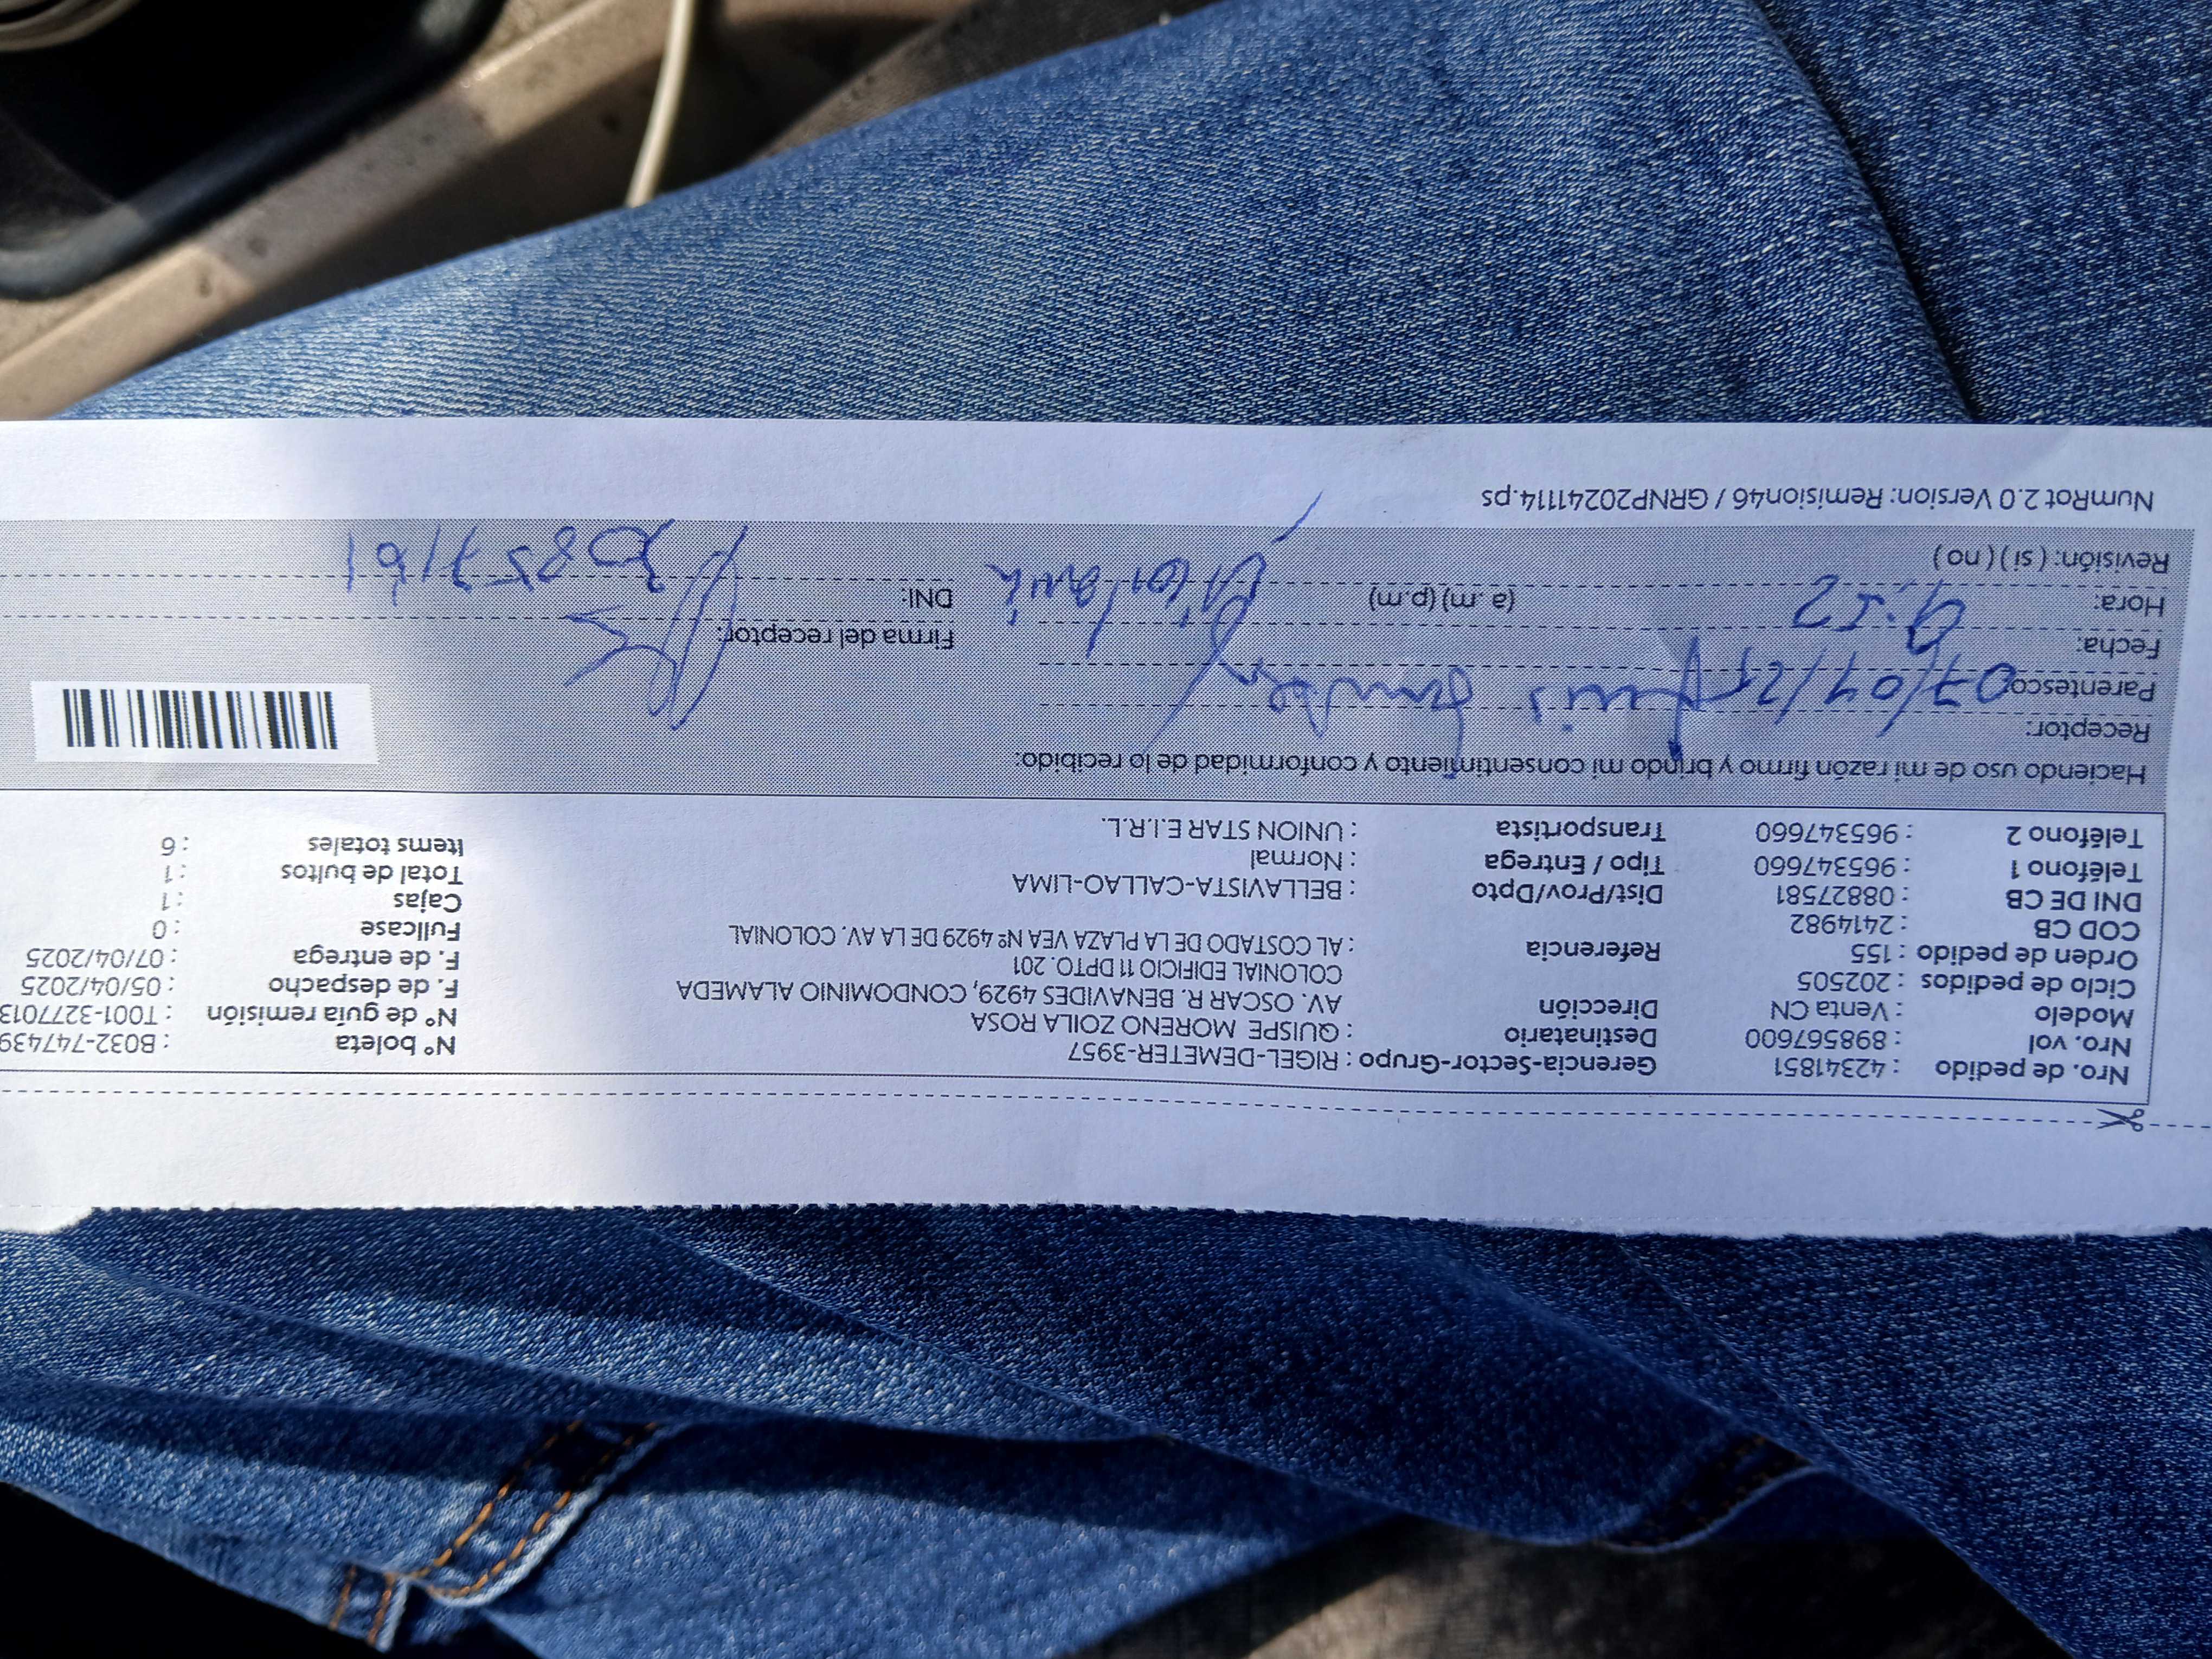 Nro. de pedido : 42341851 Gerencia-Sector-Grupo : RIGEL-DEMETER-3957 N° boleta : B032-747439
Nro. vol : 898567600 Destinatario : QUISPE MORENO ZOILA ROSA N° de guía remisión : T001-3277013
Modelo : Venta CN Dirección AV. OSCAR R. BENAVIDES 4929, CONDOMINIO ALAMEDA F. de despacho : 05/04/2025
Ciclo de pedidos : 202505 COLONIAL EDIFICIO 11 DPTO. 201 F. de entrega : 07/04/2025
Orden de pedido : 155 Referencia : AL COSTADO DE LA PLAZA VEA Nº 4929 DE LA AV. COLONIAL Fullcase : 0
COD CB : 2414982 Cajas : 1
DNI DE CB : 08827581 Dist/Prov/Dpto : BELLAVISTA-CALLAO-LIMA Total de bultos : 1
Teléfono 1 : 965347660 Tipo / Entrega : Normal Items totales : 6
Teléfono 2 : 965347660 Transportista : UNION STAR E.I.R.L.
Haciendo uso de mi razón firmo y brindo mi consentimiento y conformidad de lo recibido:
Receptor:
Parentesco: 07/04/25 Luis
Fecha: Firma del receptor:
Hora: 9:52 (a.m) (p.m) DNI:
Revisión: ( si ) ( no )
NumRot 2.0 Version: Remision46 / GRNP20241114.ps